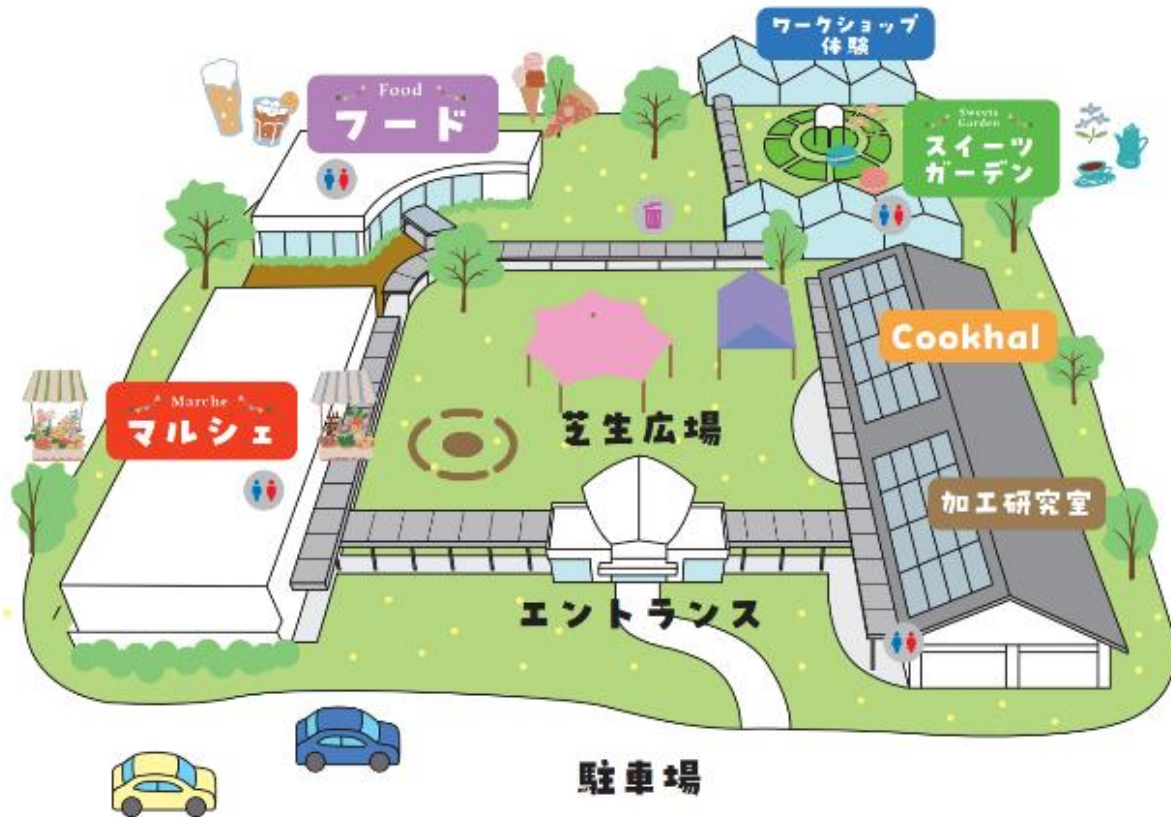 ワークショップ
体験
Food
フード
Sweets
Garden
スイーツ
ガーデン
Cookhal
Marche
マルシェ
芝生広場
加工研究室
エントランス
駐車場